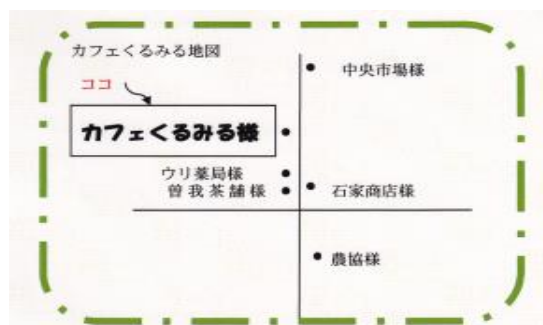 カフェくるみる地図
中央市場様
ココ
カフェくるみる様
ウリ薬局様
曽我茶舗様
石家商店様
農協様